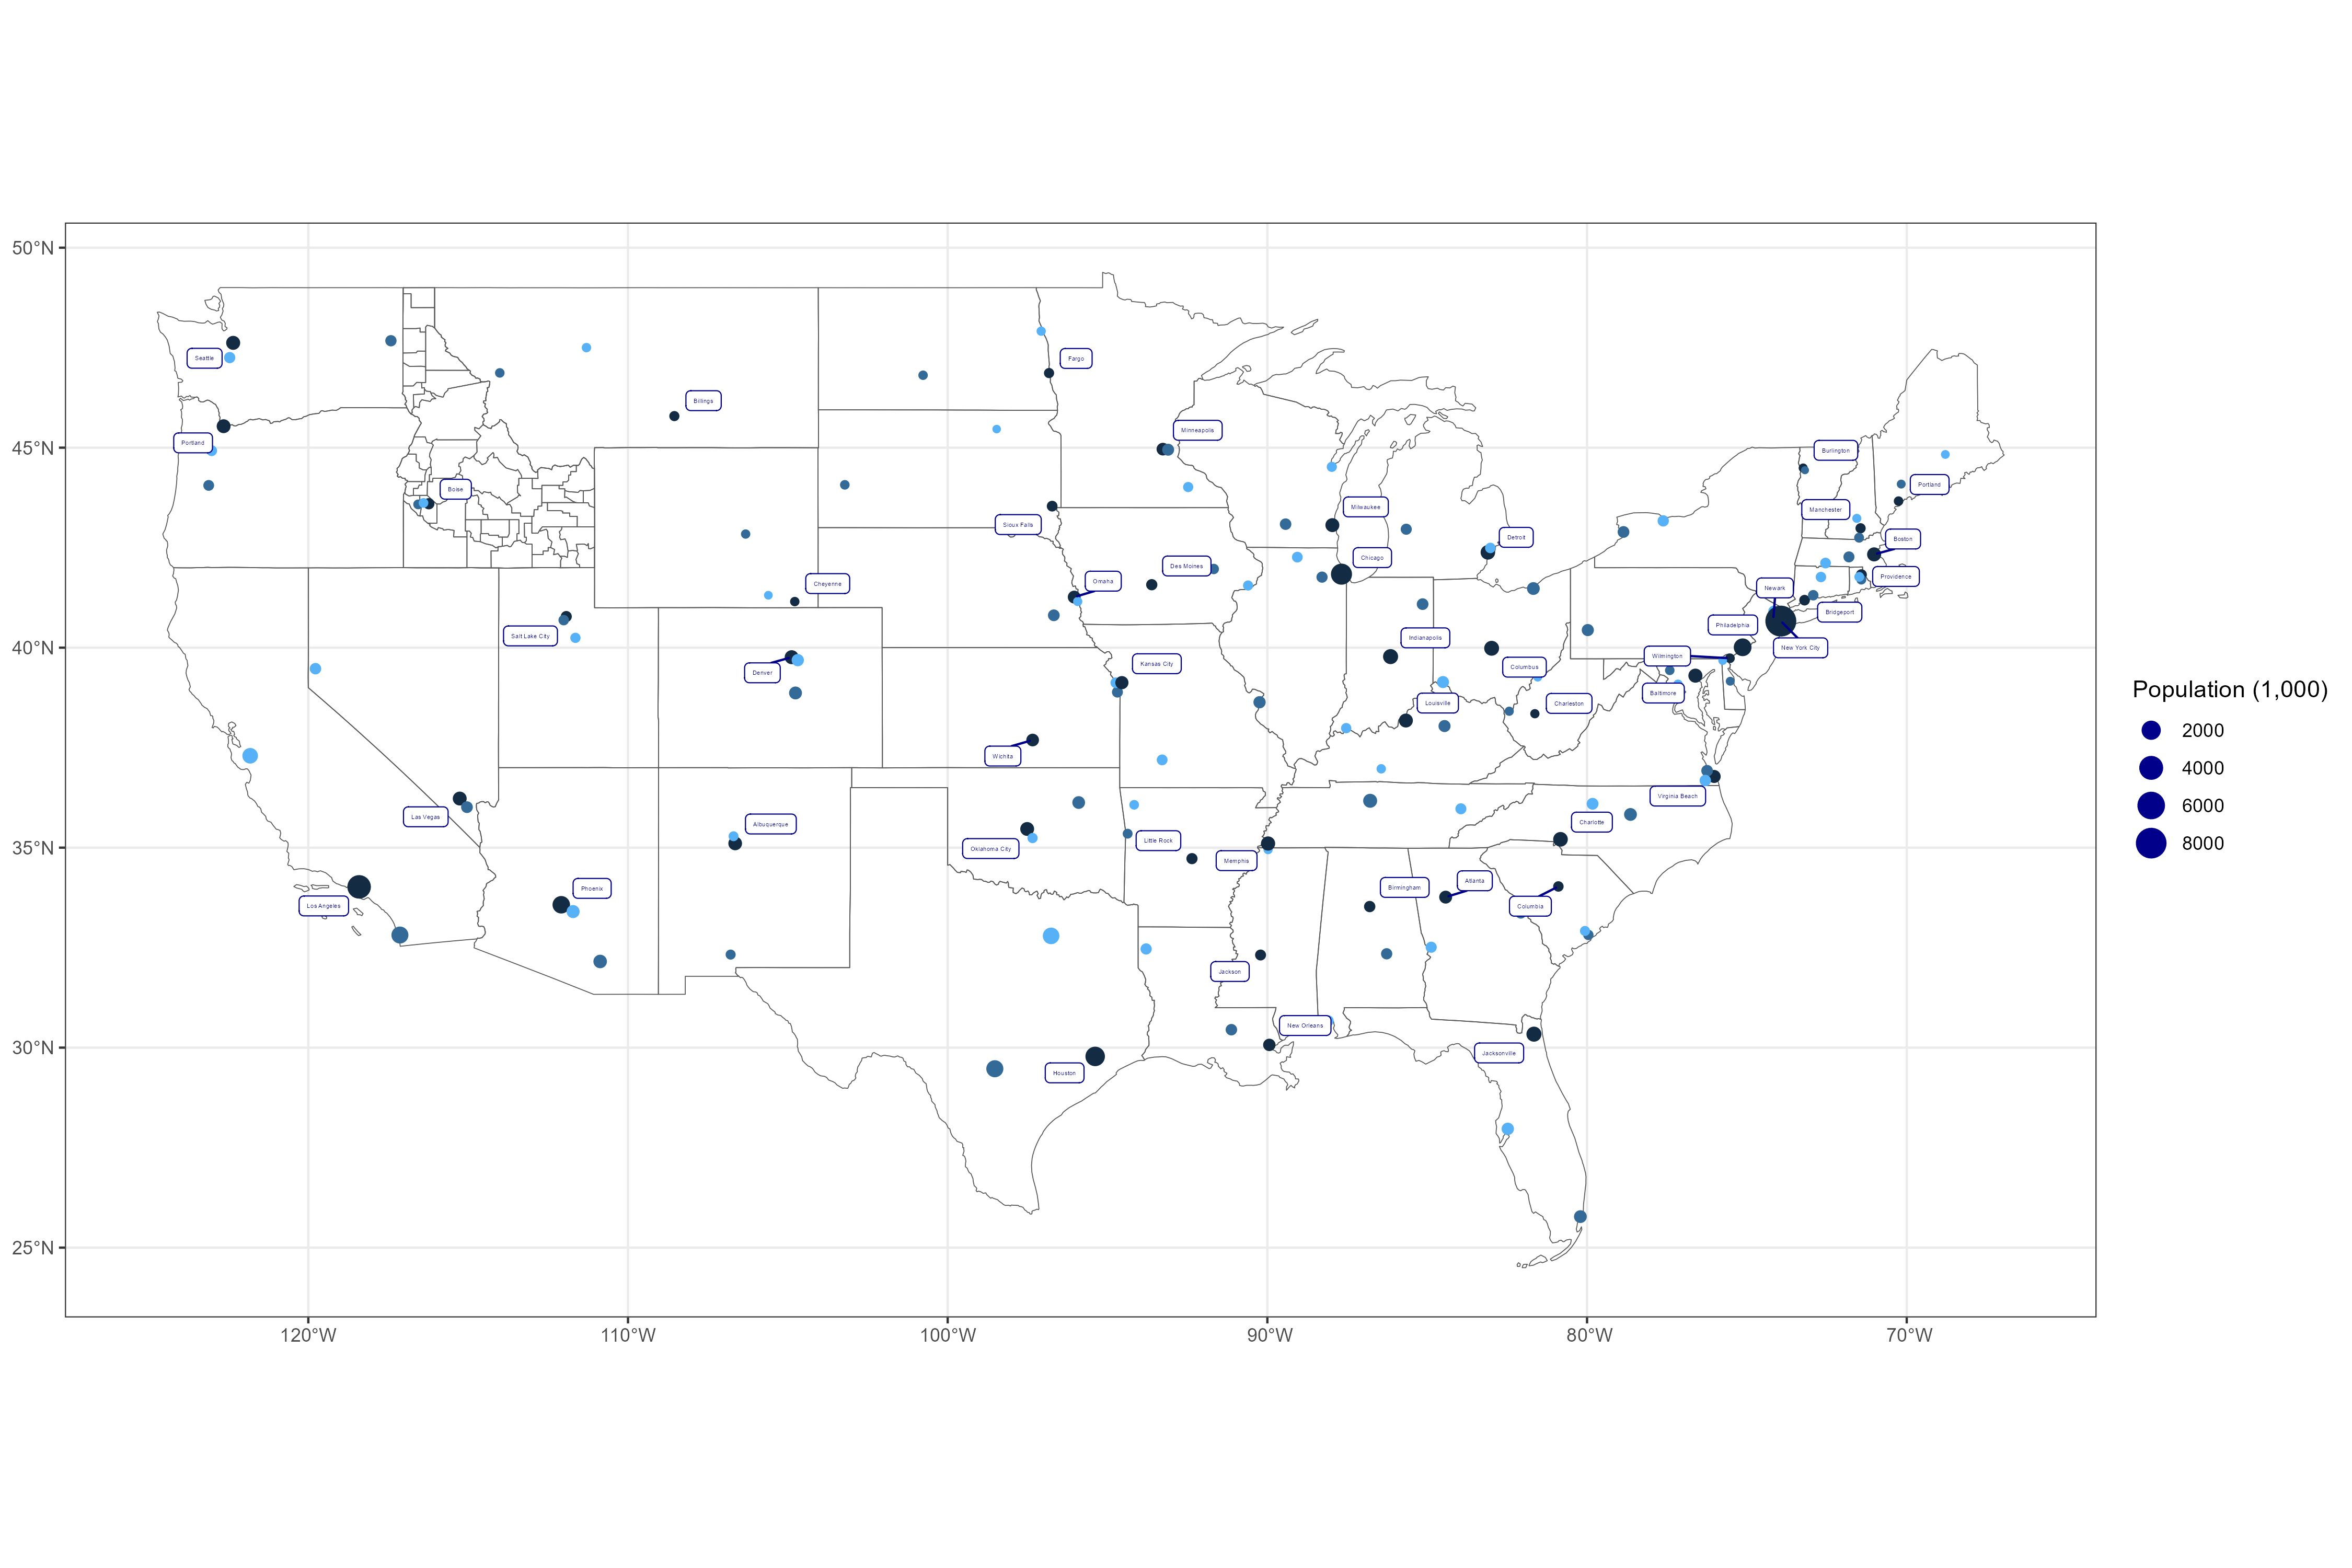 50°N
45°N
40°N
35°N
30°N
25°N
120°W
110°W
100°W
90°W
80°W
70°W
Seattle
Fargo
Billings
Minneapolis
Portland
Burlington
Portland
Boise
Milwaukee
Manchester
Sioux Falls
Detroit
Boston
Chicago
Des Moines
Providence
Omaha
Cheyenne
Newark
Bridgeport
Philadelphia
Salt Lake City
Indianapolis
New York City
Wilmington
Kansas City
Columbus
Denver
Baltimore
Louisville
Charleston
Wichita
Virginia Beach
Las Vegas
Albuquerque
Charlotte
Little Rock
Oklahoma City
Memphis
Atlanta
Birmingham
Phoenix
Los Angeles
Columbia
Jackson
New Orleans
Jacksonville
Houston
Population (1,000)
2000
4000
6000
8000